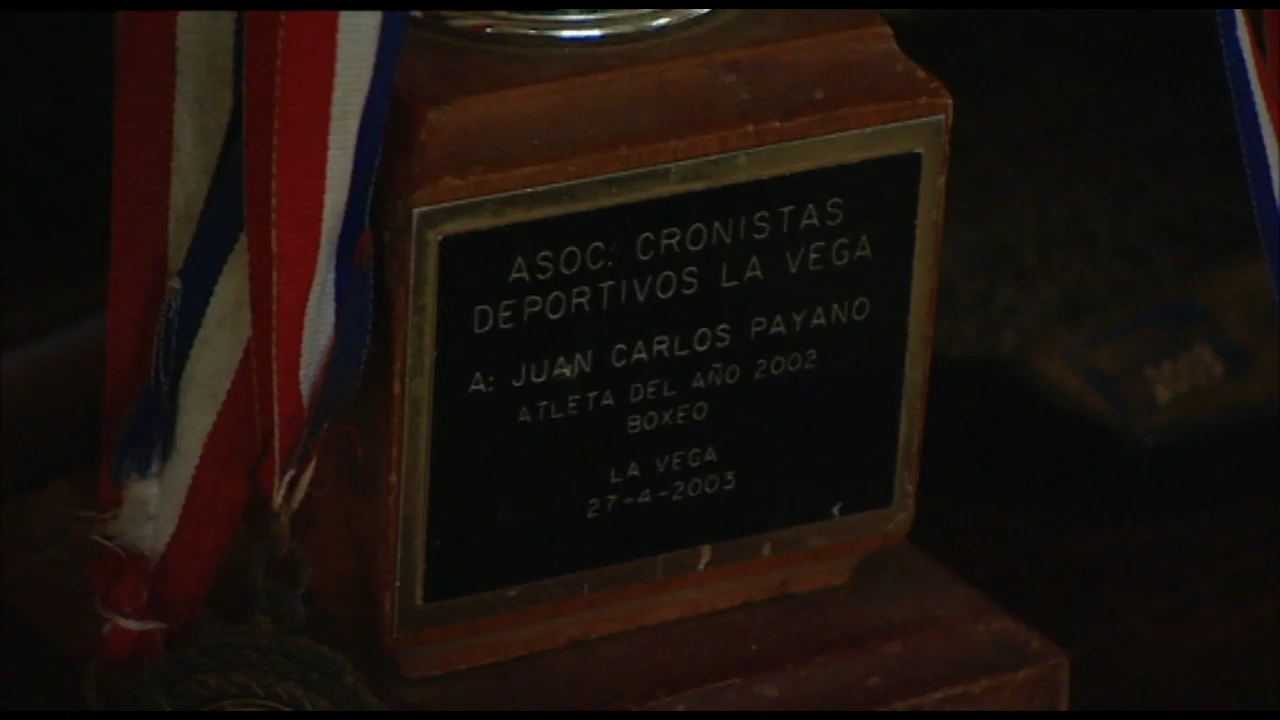 ASOC. CRONISTAS
DEPORTIVOS LA VEGA
A: JUAN CARLOS PAYANO
ATLETA DEL AÑO 2002
BOXEO
LA VEGA
27-4-2003